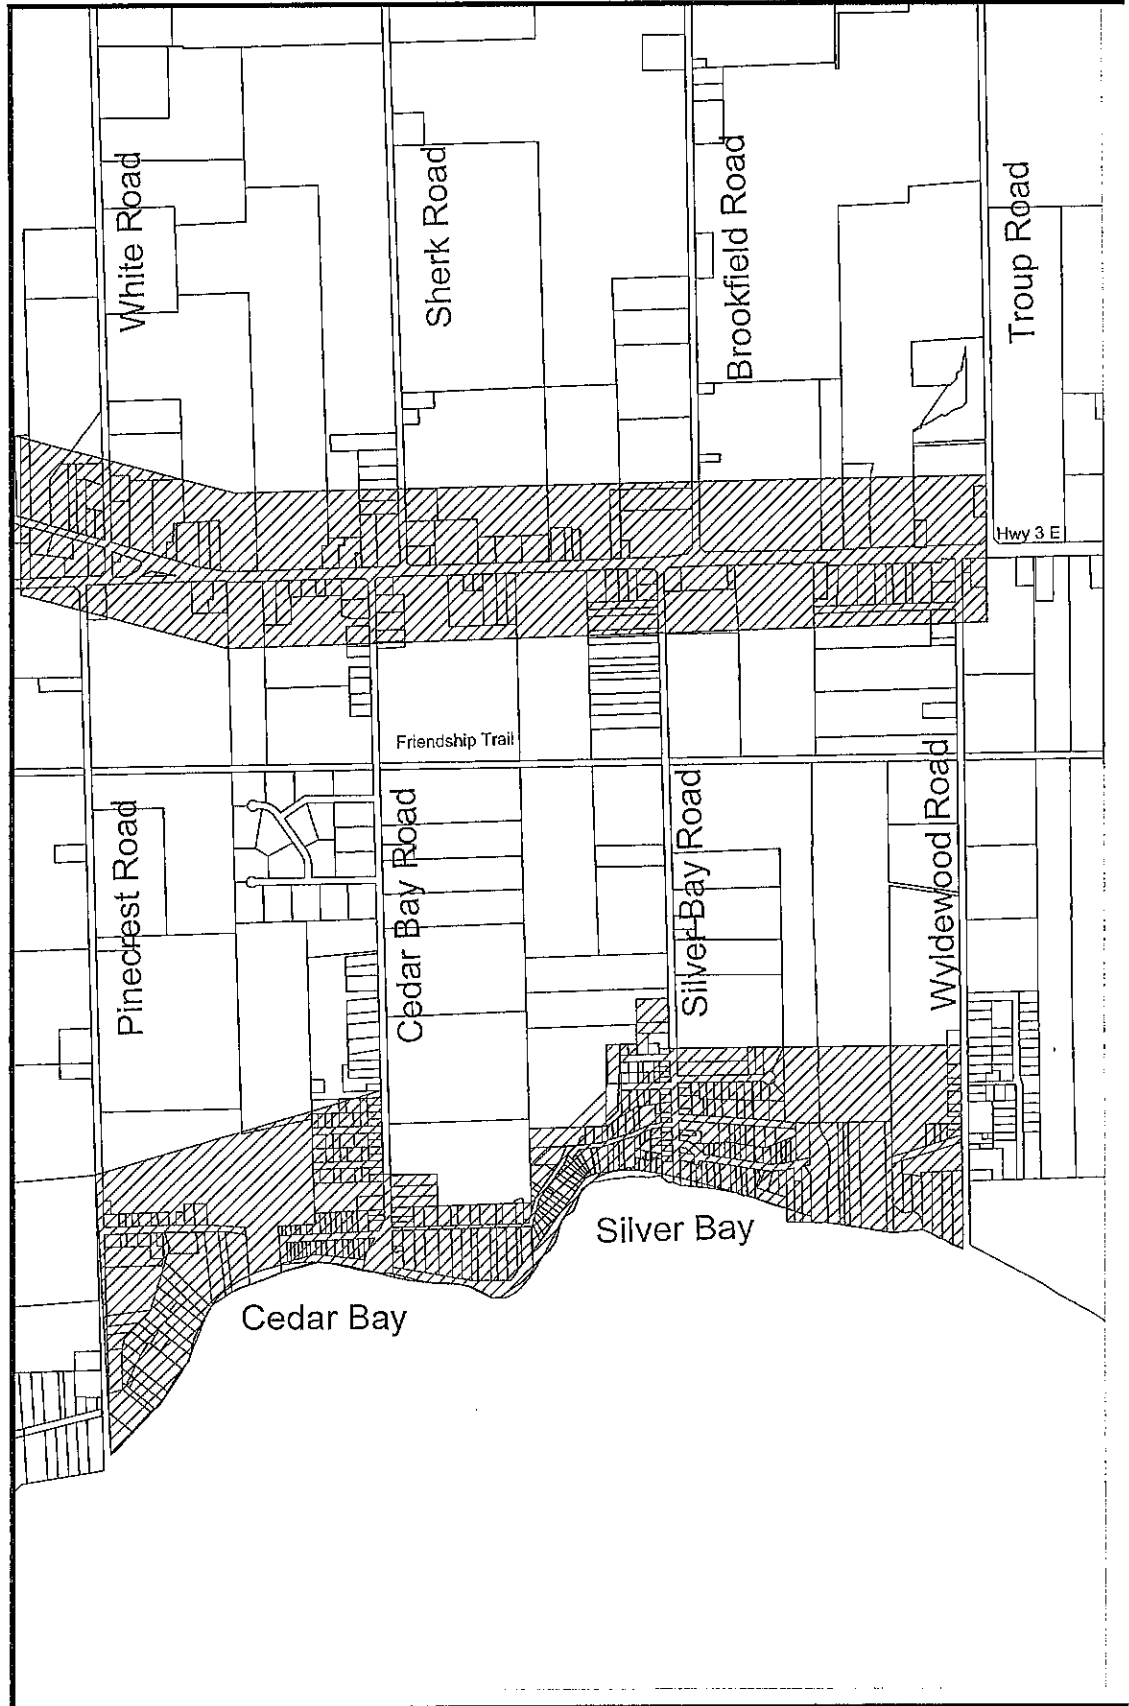 White Road
Sherk Road
Brookfield Road
Troup Road
Hwy 3 E
Friendship Trail
Pinecrest Road
Cedar Bay Road
Silver Bay Road
Wyldewood Road
Silver Bay
Cedar Bay